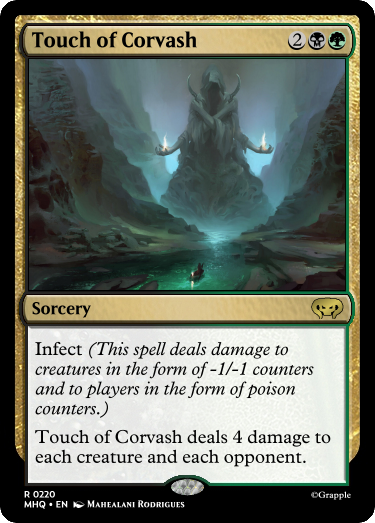 Touch of Corvash 2
Sorcery
Infect (This spell deals damage to
creatures in the form of -1/-1 counters
and to players in the form of poison
counters.)
Touch of Corvash deals 4 damage to
each creature and each opponent.
R 0220
MHQ • EN Mahealani Rodrigues
©Grapple